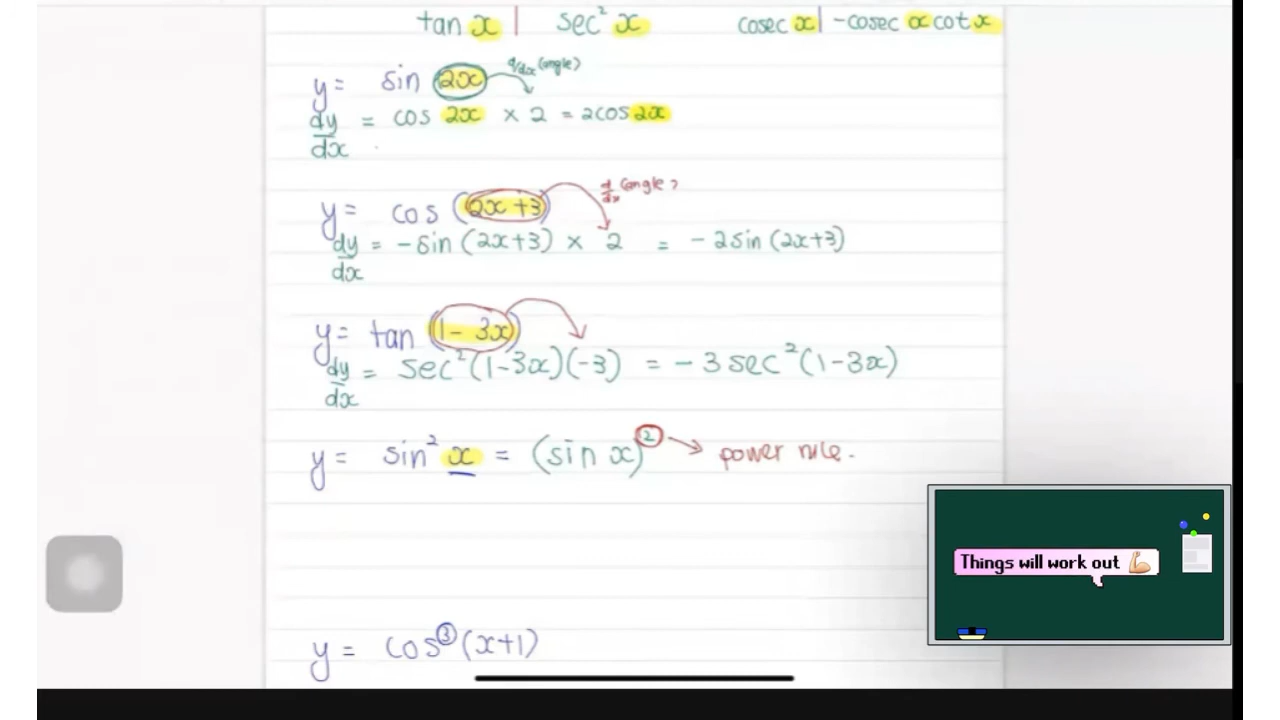 tan x | sec² x cosec x | -cosec x cot x
y = sin 2x d/dx (angle)
dy/dx = cos 2x × 2 = 2cos 2x
y = cos (2x+3) d/dx (angle)
dy/dx = -sin (2x+3) × 2 = -2sin (2x+3)
y = tan (1-3x)
dy/dx = sec² (1-3x)(-3) = -3 sec² (1-3x)
y = sin² x = (sin x)² → power rule.
Things will work out 💪
y = cos³ (x+1)